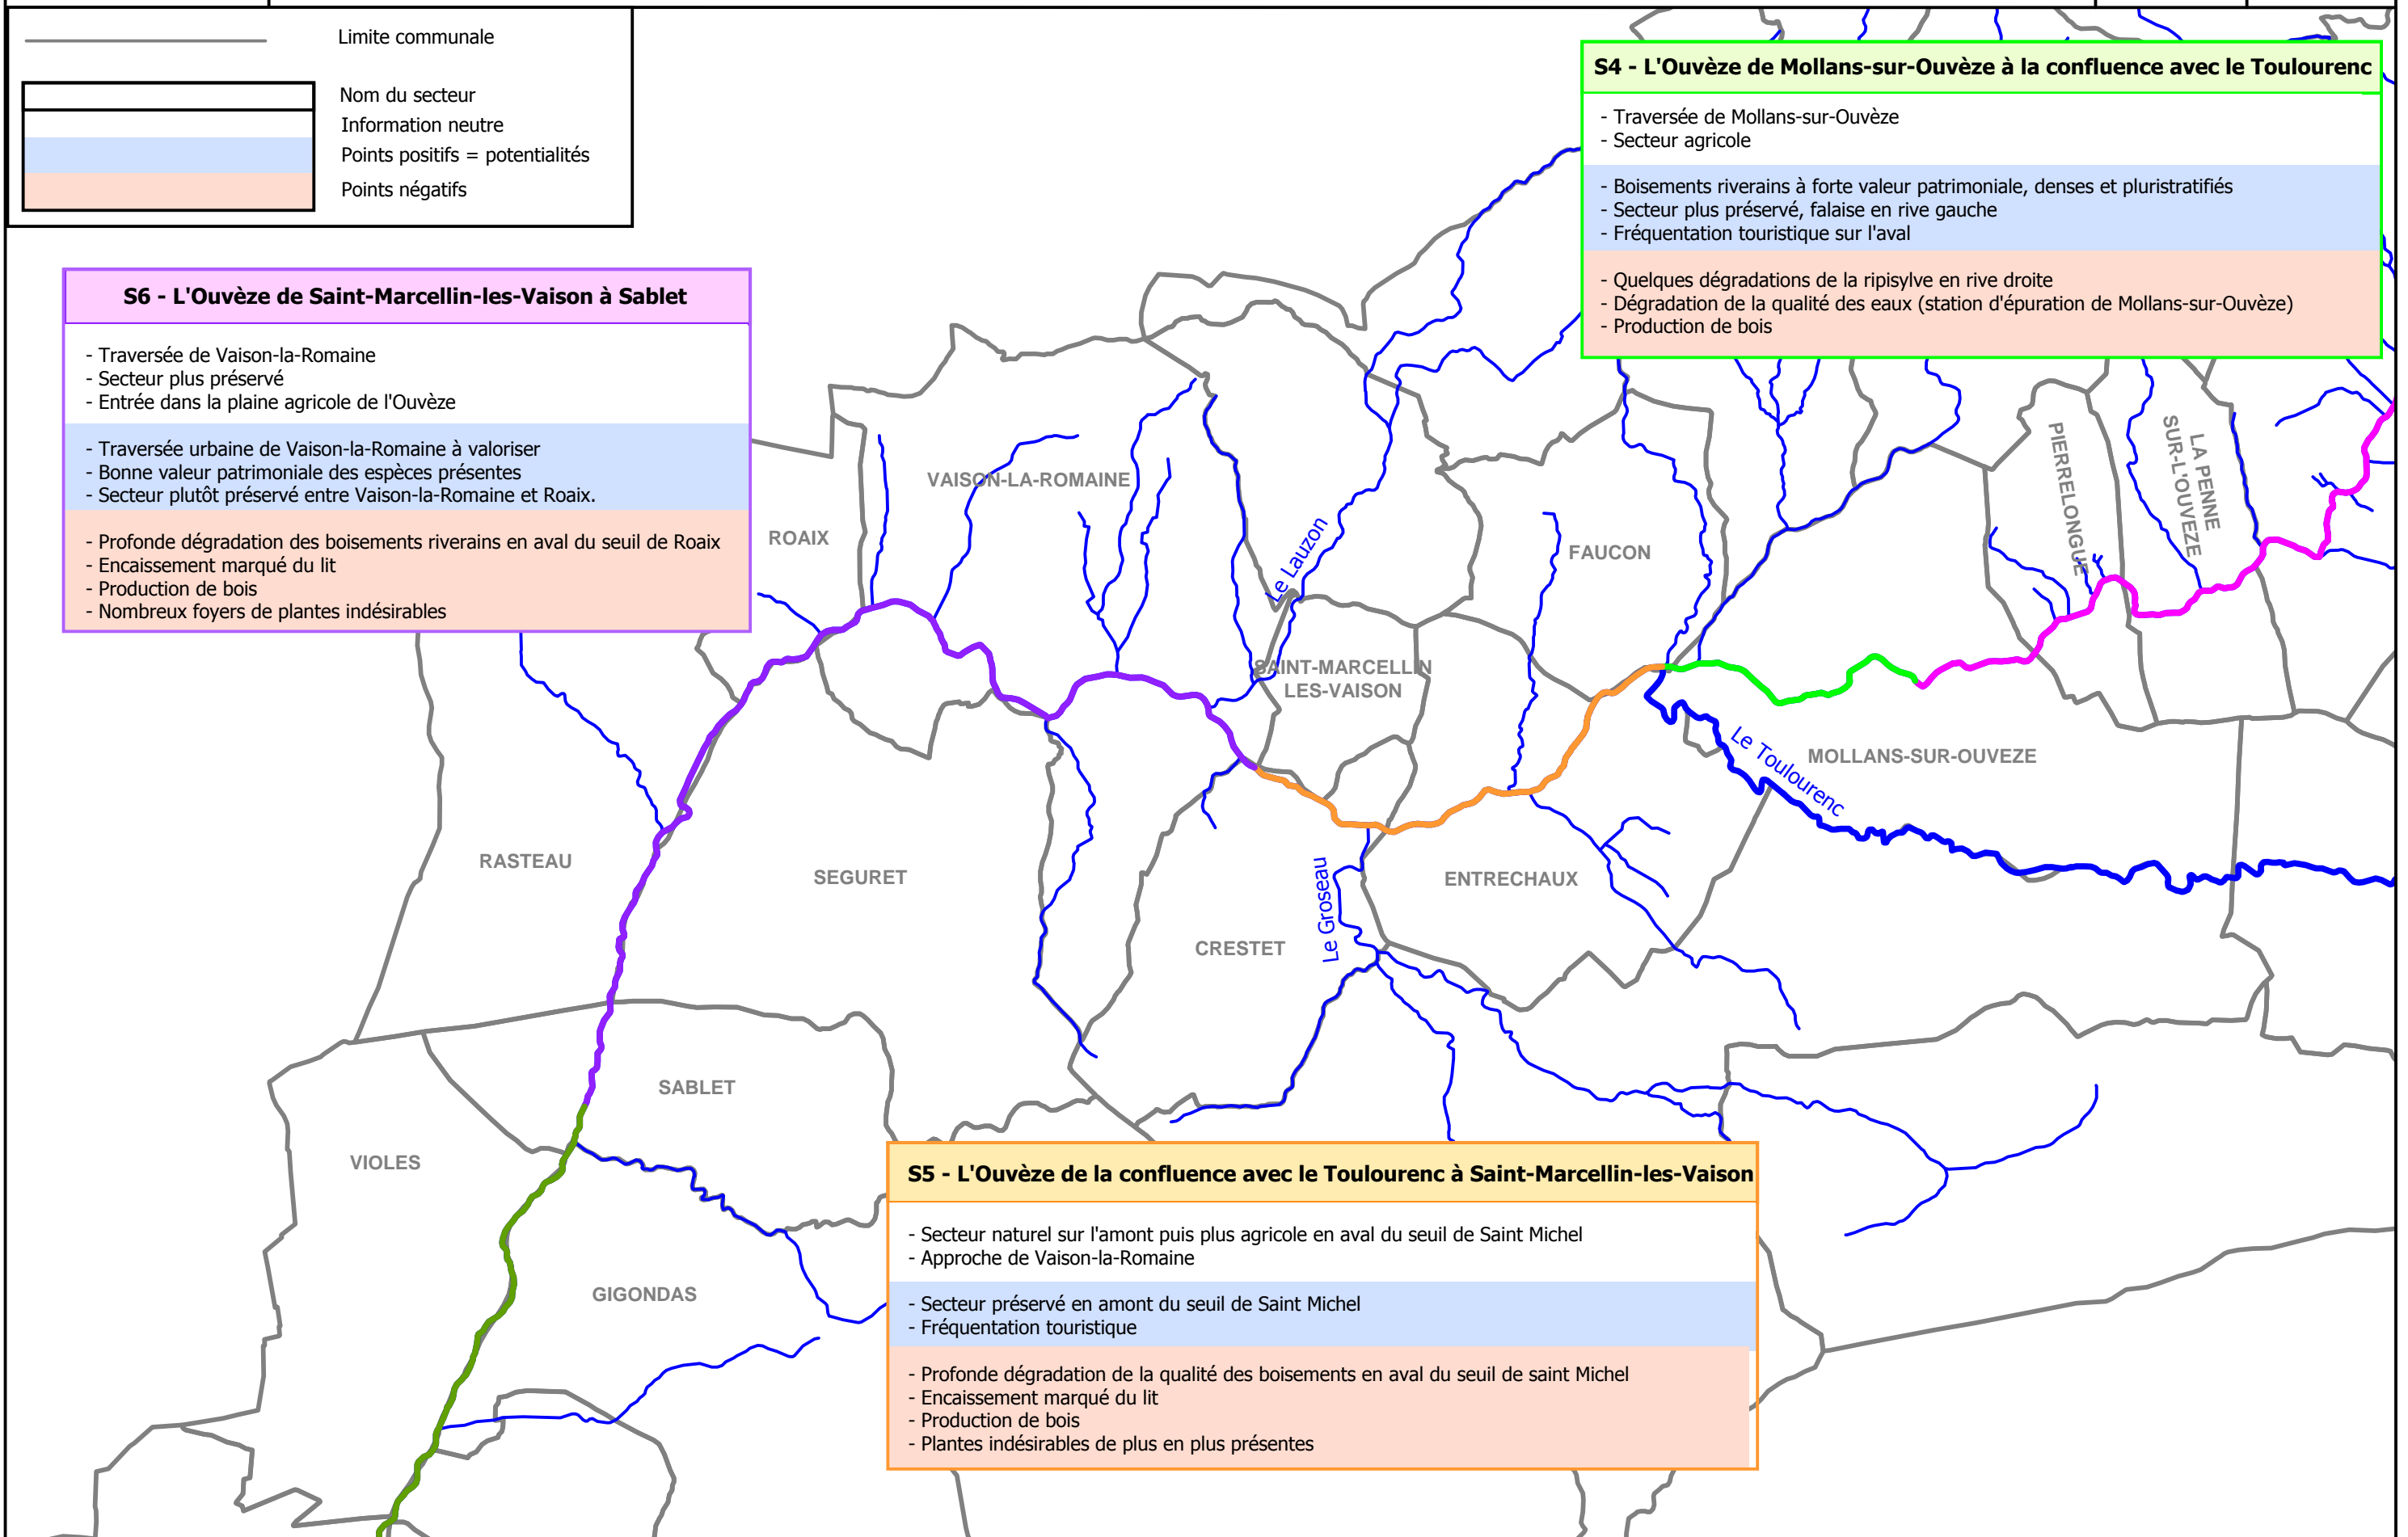 Limite communale
Nom du secteur
Information neutre
Points positifs = potentialités
Points négatifs
S4 - L'Ouvèze de Mollans-sur-Ouvèze à la confluence avec le Toulourenc
- Traversée de Mollans-sur-Ouvèze
- Secteur agricole
- Boisements riverains à forte valeur patrimoniale, denses et pluristratifiés
- Secteur plus préservé, falaise en rive gauche
- Fréquentation touristique sur l'aval
- Quelques dégradations de la ripisylve en rive droite
- Dégradation de la qualité des eaux (station d'épuration de Mollans-sur-Ouvèze)
- Production de bois
S6 - L'Ouvèze de Saint-Marcellin-les-Vaison à Sablet
- Traversée de Vaison-la-Romaine
- Secteur plus préservé
- Entrée dans la plaine agricole de l'Ouvèze
- Traversée urbaine de Vaison-la-Romaine à valoriser
- Bonne valeur patrimoniale des espèces présentes
- Secteur plutôt préservé entre Vaison-la-Romaine et Roaix.
- Profonde dégradation des boisements riverains en aval du seuil de Roaix
- Encaissement marqué du lit
- Production de bois
- Nombreux foyers de plantes indésirables
VAISON-LA-ROMAINE
ROAIX
Le Lauzon
FAUCON
PIERRELONGUE
LA PENNE
SUR-L'OUVEZE
SAINT-MARCELLIN
LES-VAISON
Le Toulourenc
MOLLANS-SUR-OUVEZE
RASTEAU
SEGURET
ENTRECHAUX
Le Groseau
CRESTET
SABLET
VIOLES
GIGONDAS
S5 - L'Ouvèze de la confluence avec le Toulourenc à Saint-Marcellin-les-Vaison
- Secteur naturel sur l'amont puis plus agricole en aval du seuil de Saint Michel
- Approche de Vaison-la-Romaine
- Secteur préservé en amont du seuil de Saint Michel
- Fréquentation touristique
- Profonde dégradation de la qualité des boisements en aval du seuil de saint Michel
- Encaissement marqué du lit
- Production de bois
- Plantes indésirables de plus en plus présentes